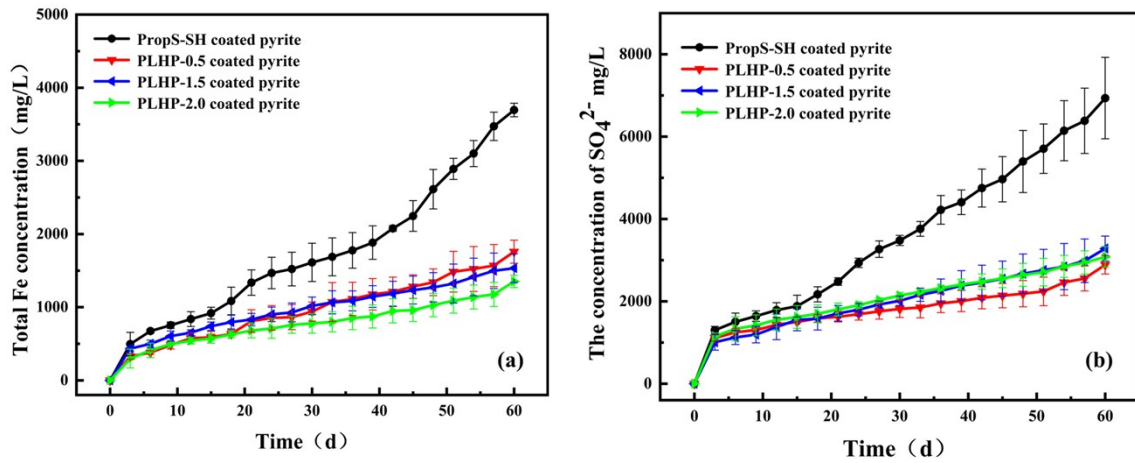 5000
4000
3000
2000
1000
0
Total Fe concentration（mg/L）
PropS-SH coated pyrite
PLHP-0.5 coated pyrite
PLHP-1.5 coated pyrite
PLHP-2.0 coated pyrite
(a)
0 10 20 30 40 50 60
Time（d）
8000
6000
4000
2000
0
The concentration of SO₄²⁻ mg/L
PropS-SH coated pyrite
PLHP-0.5 coated pyrite
PLHP-1.5 coated pyrite
PLHP-2.0 coated pyrite
(b)
0 10 20 30 40 50 60
Time（d）